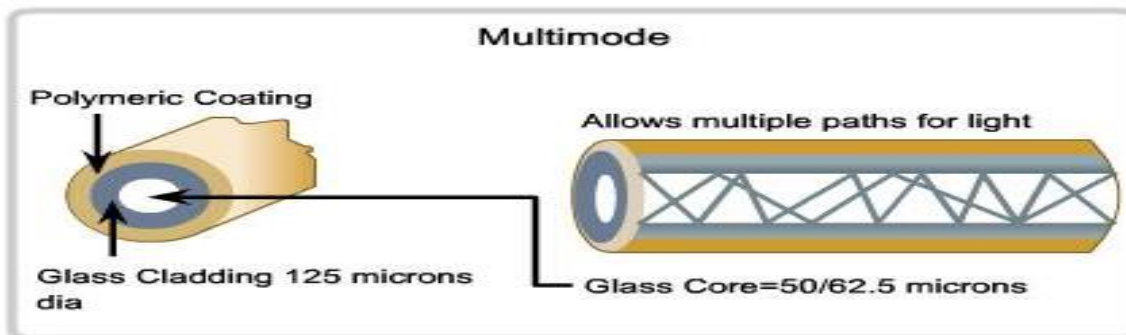 Multimode
Polymeric Coating
Allows multiple paths for light
Glass Cladding 125 microns
dia
Glass Core=50/62.5 microns